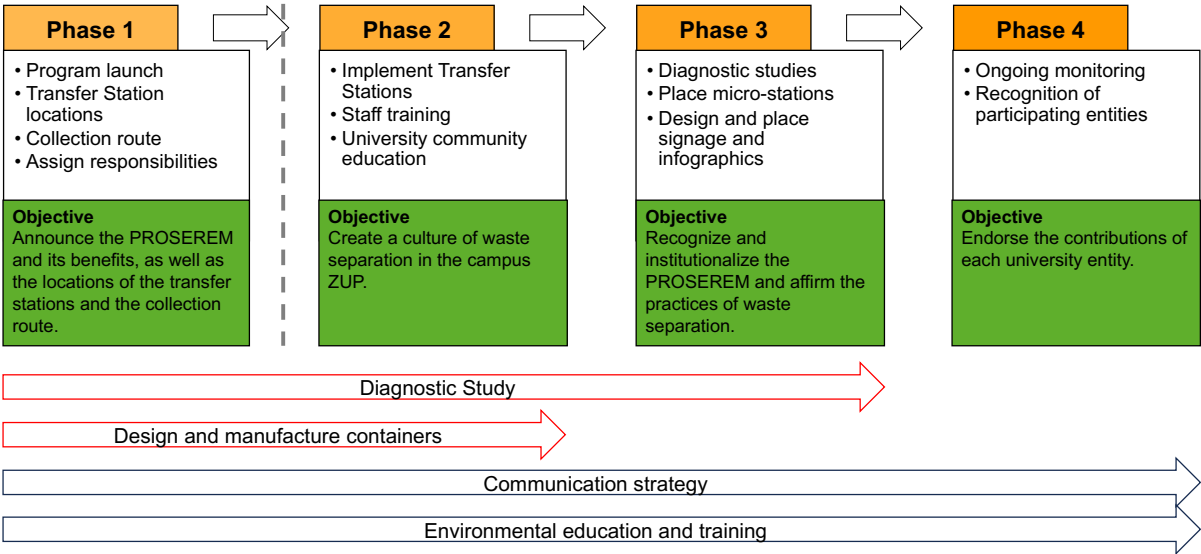 Phase 1
• Program launch
• Transfer Station
locations
• Collection route
• Assign responsibilities
Objective
Announce the PROSEREM
and its benefits, as well as
the locations of the transfer
stations and the collection
route.
Phase 2
• Implement Transfer
Stations
• Staff training
• University community
education
Objective
Create a culture of waste
separation in the campus
ZUP.
Phase 3
• Diagnostic studies
• Place micro-stations
• Design and place
signage and
infographics
Objective
Recognize and
institutionalize the
PROSEREM and affirm the
practices of waste
separation.
Phase 4
• Ongoing monitoring
• Recognition of
participating entities
Objective
Endorse the contributions of
each university entity.
Diagnostic Study
Design and manufacture containers
Communication strategy
Environmental education and training